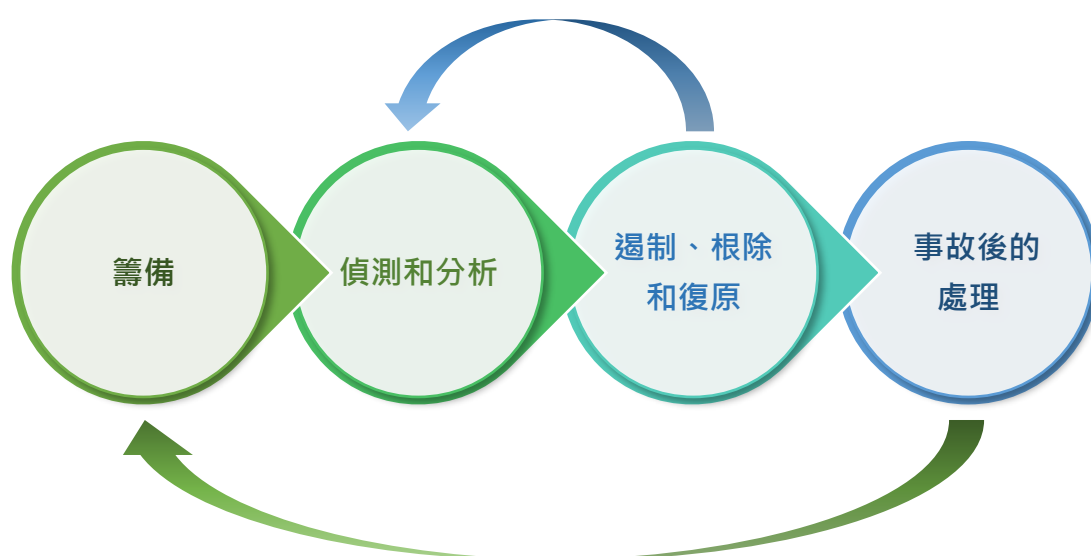 籌備
偵測和分析
遏制、根除
和復原
事故後的
處理